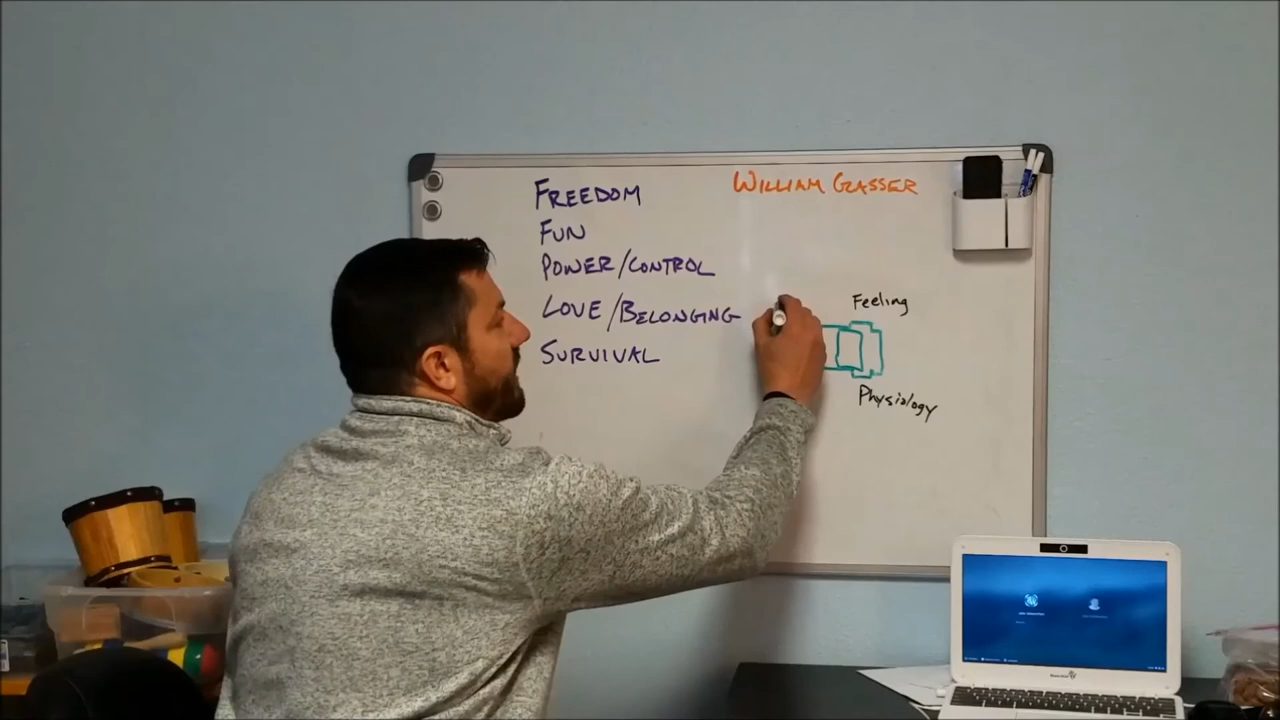 FREEDOM
WILLIAM GLASSER
FUN
POWER/CONTROL
Feeling
LOVE/BELONGING
SURVIVAL
Physiology